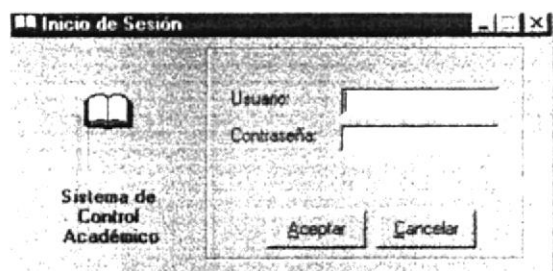 Inicio de Sesión
Usuario:
Contraseña:
Sistema de
Control
Académico
Aceptar
Cancelar